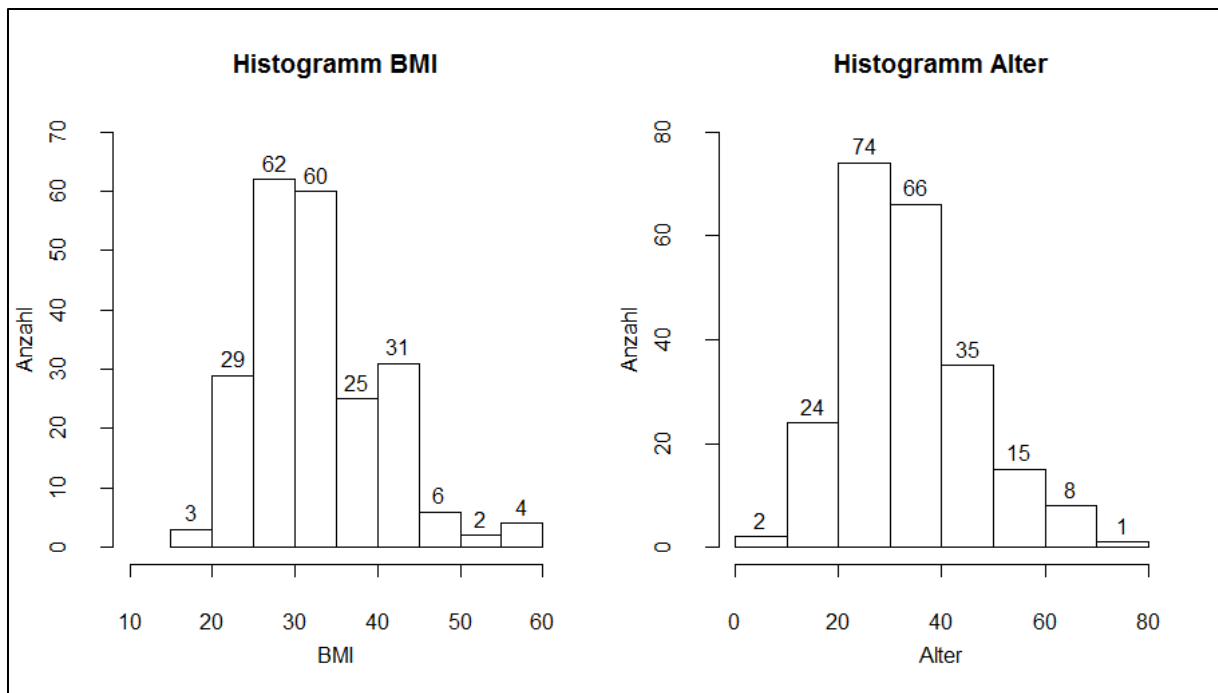 Histogramm BMI
Anzahl
0 10 20 30 40 50 60 70
3 29 62 60 25 31 6 2 4
10 20 30 40 50 60
BMI
Histogramm Alter
Anzahl
0 20 40 60 80
2 24 74 66 35 15 8 1
0 20 40 60 80
Alter